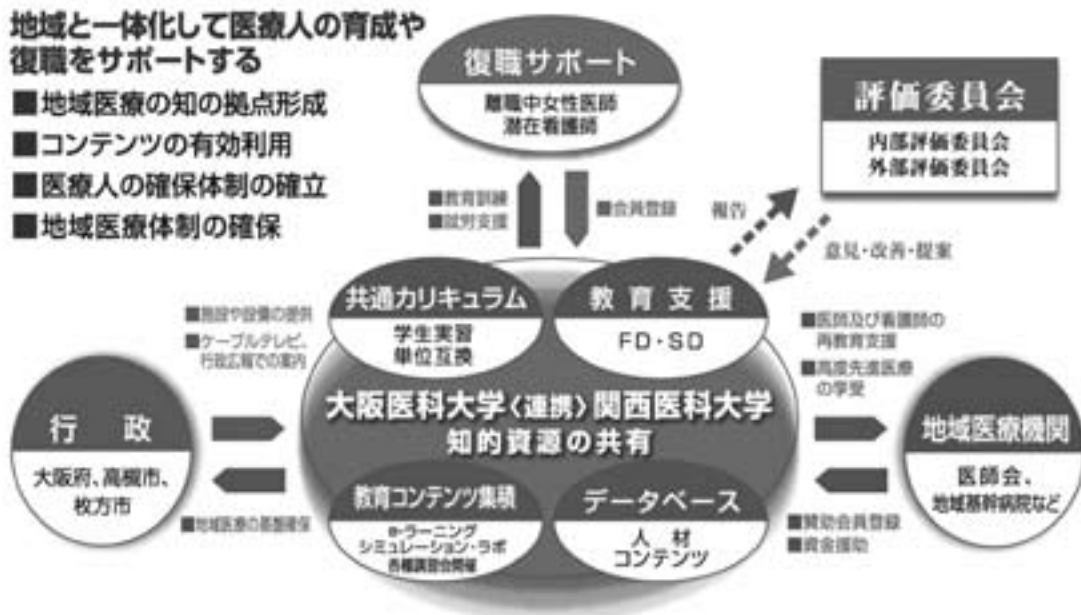 地域と一体化して医療人の育成や
復職をサポートする
■地域医療の知の拠点形成
■コンテンツの有効利用
■医療人の確保体制の確立
■地域医療体制の確保
復職サポート
離職中女性医師
潜在看護師
評価委員会
内部評価委員会
外部評価委員会
■教育訓練
■就労支援
■会員登録
報告
意見・改善・提案
共通カリキュラム
学生実習
単位互換
教育支援
FD・SD
■施設や設備の提供
■ケーブルテレビ、
行政広報での案内
■医師及び看護師の
再教育支援
■高度先進医療
の学受
大阪医科大学〈連携〉関西医科大学
知的資源の共有
行政
大阪府、高槻市、
枚方市
地域医療機関
医師会、
地域基幹病院など
■地域医療の基盤確保
教育コンテンツ集積
e-ラーニング
シミュレーション・ラボ
各種講習会開催
データベース
人材
コンテンツ
■賛助会員登録
■資金援助